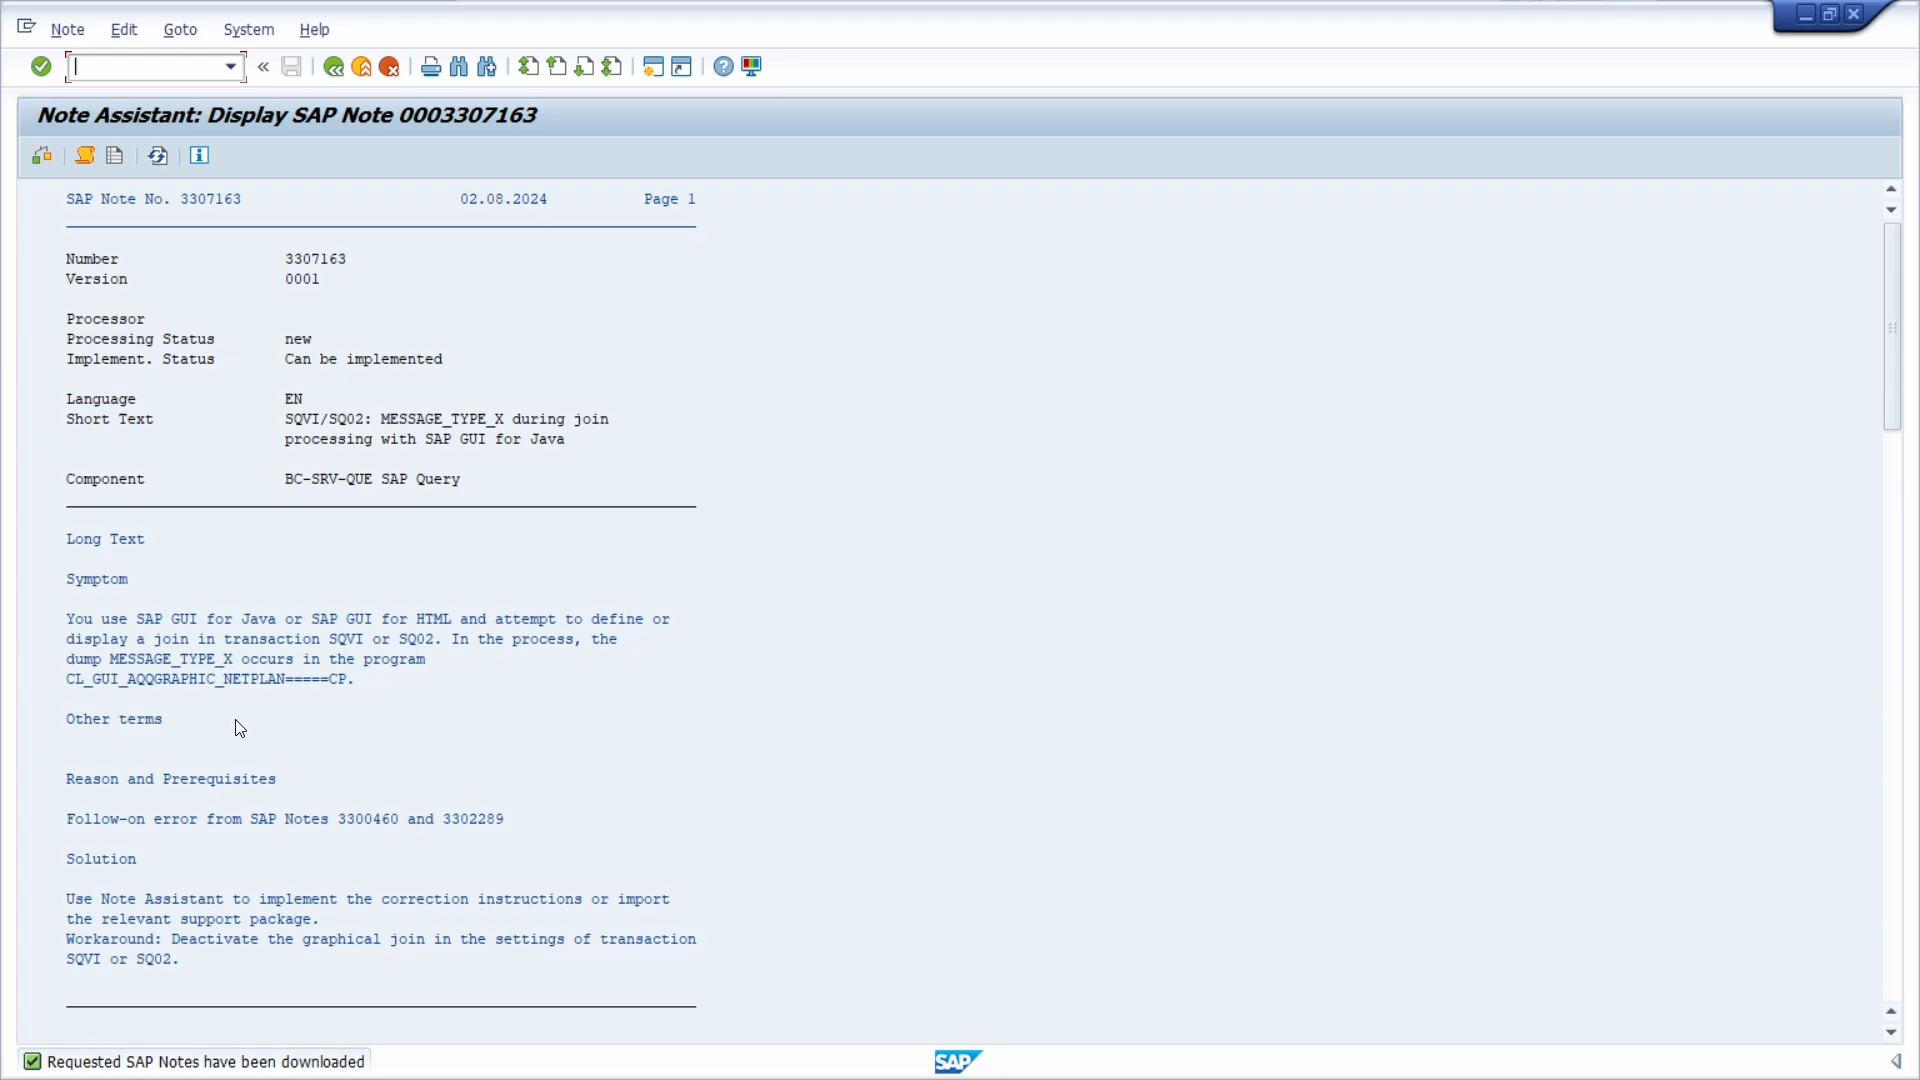 Note Edit Goto System Help
Note Assistant: Display SAP Note 0003307163
SAP Note No. 3307163 02.08.2024 Page 1
Number 3307163
Version 0001
Processor
Processing Status new
Implement. Status Can be implemented
Language EN
Short Text SQVI/SQ02: MESSAGE_TYPE_X during join
processing with SAP GUI for Java
Component BC-SRV-QUE SAP Query
Long Text
Symptom
You use SAP GUI for Java or SAP GUI for HTML and attempt to define or
display a join in transaction SQVI or SQ02. In the process, the
dump MESSAGE_TYPE_X occurs in the program
CL_GUI_AQQGRAPHIC_NETPLAN=====CP.
Other terms
Reason and Prerequisites
Follow-on error from SAP Notes 3300460 and 3302289
Solution
Use Note Assistant to implement the correction instructions or import
the relevant support package.
Workaround: Deactivate the graphical join in the settings of transaction
SQVI or SQ02.
Requested SAP Notes have been downloaded
SAP